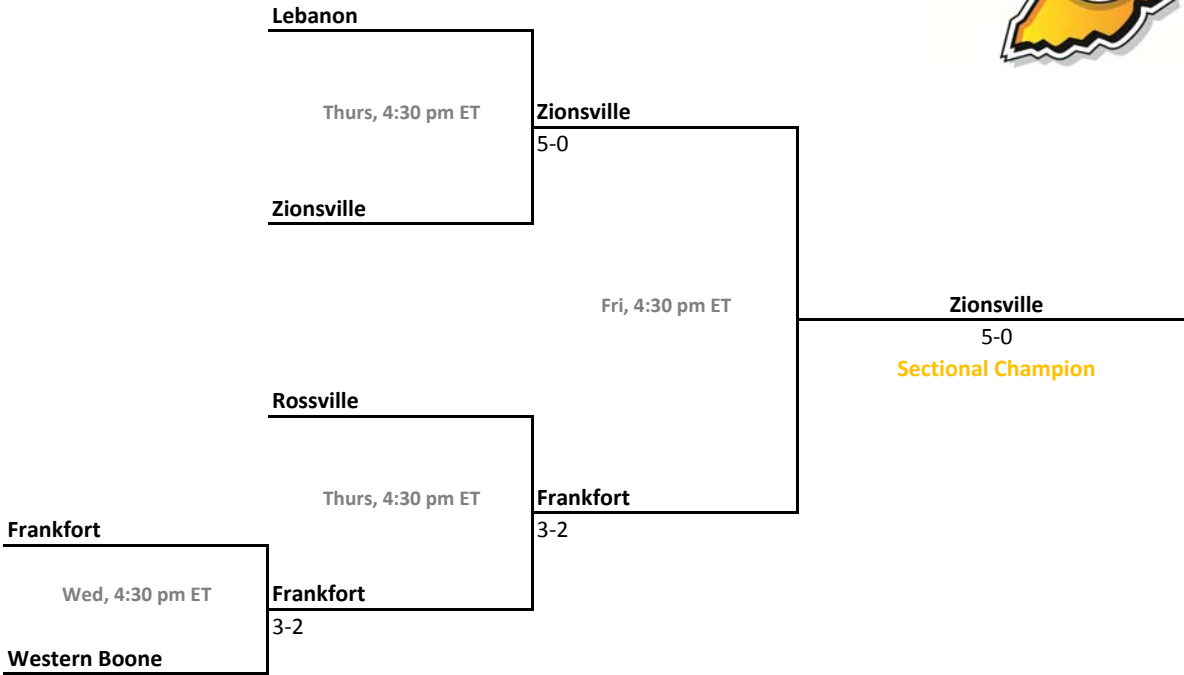 Lebanon
Thurs, 4:30 pm ET
Zionsville
5-0
Zionsville
Fri, 4:30 pm ET
Zionsville
5-0
Sectional Champion
Rossville
Thurs, 4:30 pm ET
Frankfort
3-2
Frankfort
Wed, 4:30 pm ET
Frankfort
3-2
Western Boone